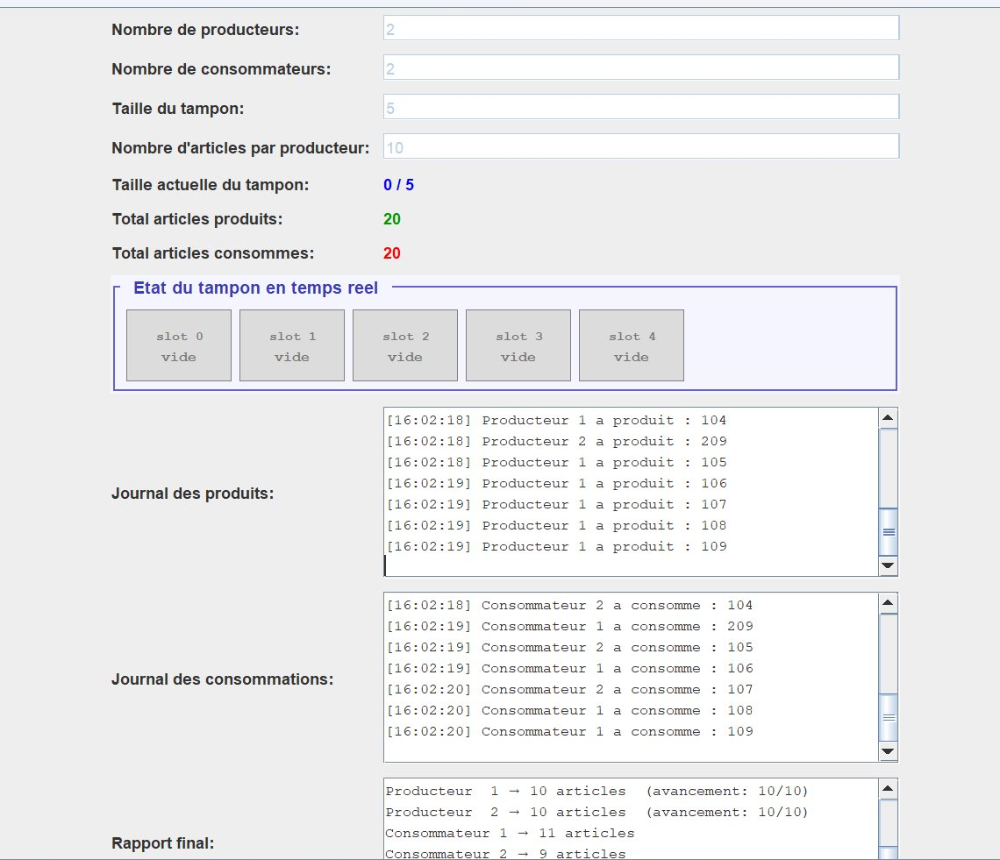 Nombre de producteurs: 2
Nombre de consommateurs: 2
Taille du tampon: 5
Nombre d'articles par producteur: 10
Taille actuelle du tampon: 0 / 5
Total articles produits: 20
Total articles consommes: 20
Etat du tampon en temps reel
slot 0 slot 1 slot 2 slot 3 slot 4
vide vide vide vide vide
Journal des produits:
[16:02:18] Producteur 1 a produit : 104
[16:02:18] Producteur 2 a produit : 209
[16:02:18] Producteur 1 a produit : 105
[16:02:19] Producteur 1 a produit : 106
[16:02:19] Producteur 1 a produit : 107
[16:02:19] Producteur 1 a produit : 108
[16:02:19] Producteur 1 a produit : 109
Journal des consommations:
[16:02:18] Consommateur 2 a consomme : 104
[16:02:19] Consommateur 1 a consomme : 209
[16:02:19] Consommateur 2 a consomme : 105
[16:02:19] Consommateur 1 a consomme : 106
[16:02:20] Consommateur 2 a consomme : 107
[16:02:20] Consommateur 1 a consomme : 108
[16:02:20] Consommateur 1 a consomme : 109
Rapport final:
Producteur 1 → 10 articles (avancement: 10/10)
Producteur 2 → 10 articles (avancement: 10/10)
Consommateur 1 → 11 articles
Consommateur 2 → 9 articles